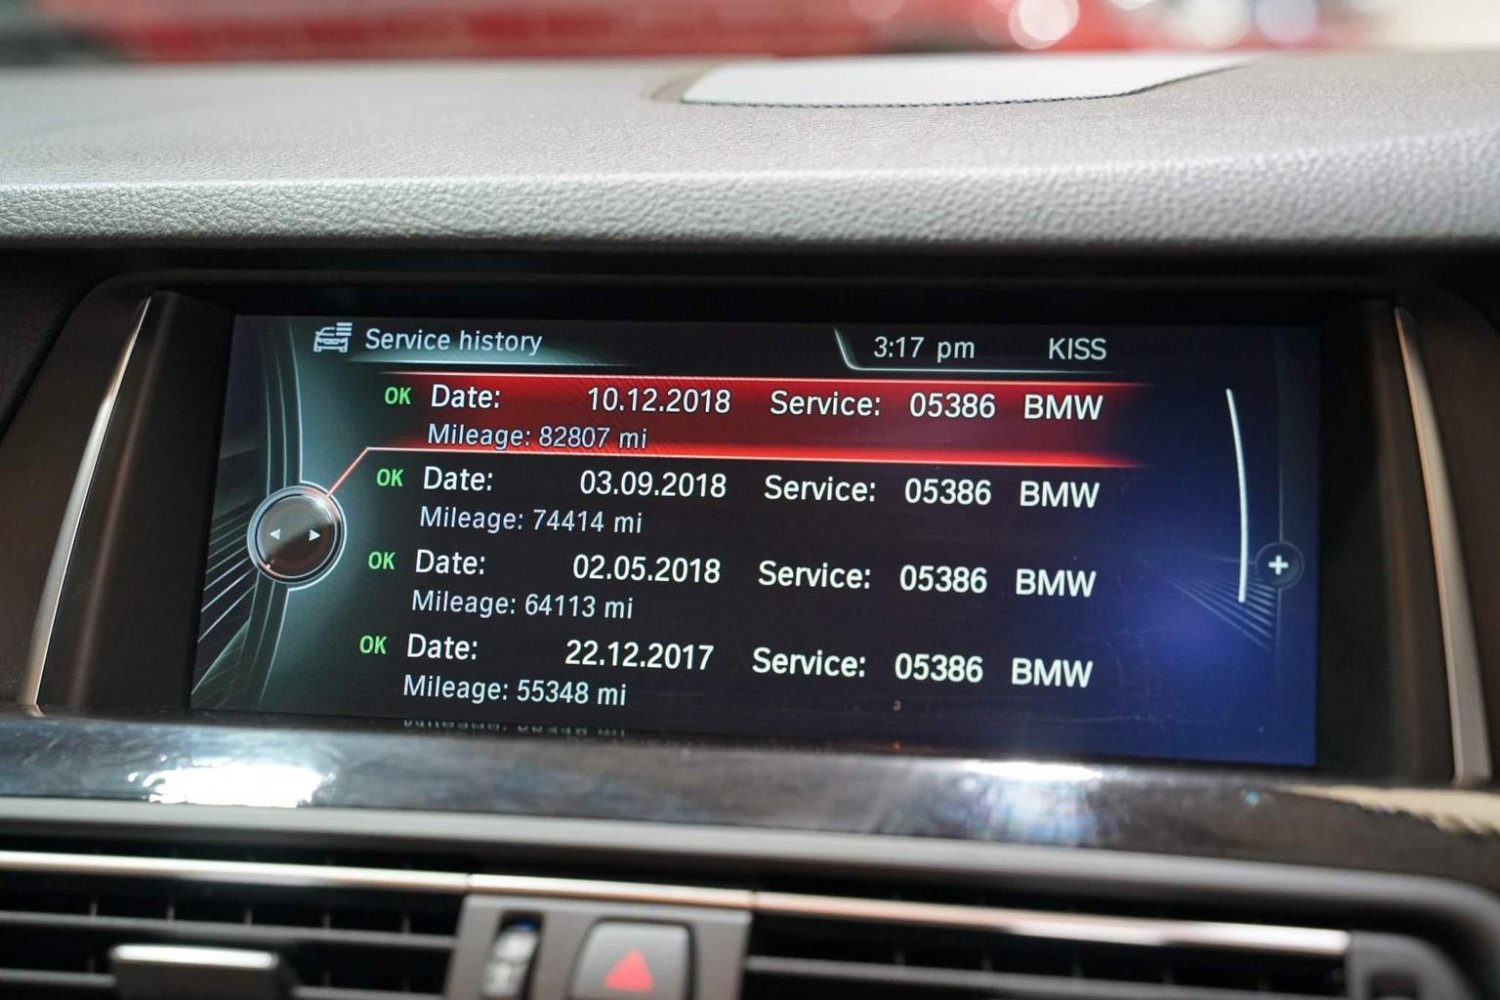 Service history 3:17 pm KISS
OK Date: 10.12.2018 Service: 05386 BMW
Mileage: 82807 mi
OK Date: 03.09.2018 Service: 05386 BMW
Mileage: 74414 mi
OK Date: 02.05.2018 Service: 05386 BMW
Mileage: 64113 mi
OK Date: 22.12.2017 Service: 05386 BMW
Mileage: 55348 mi